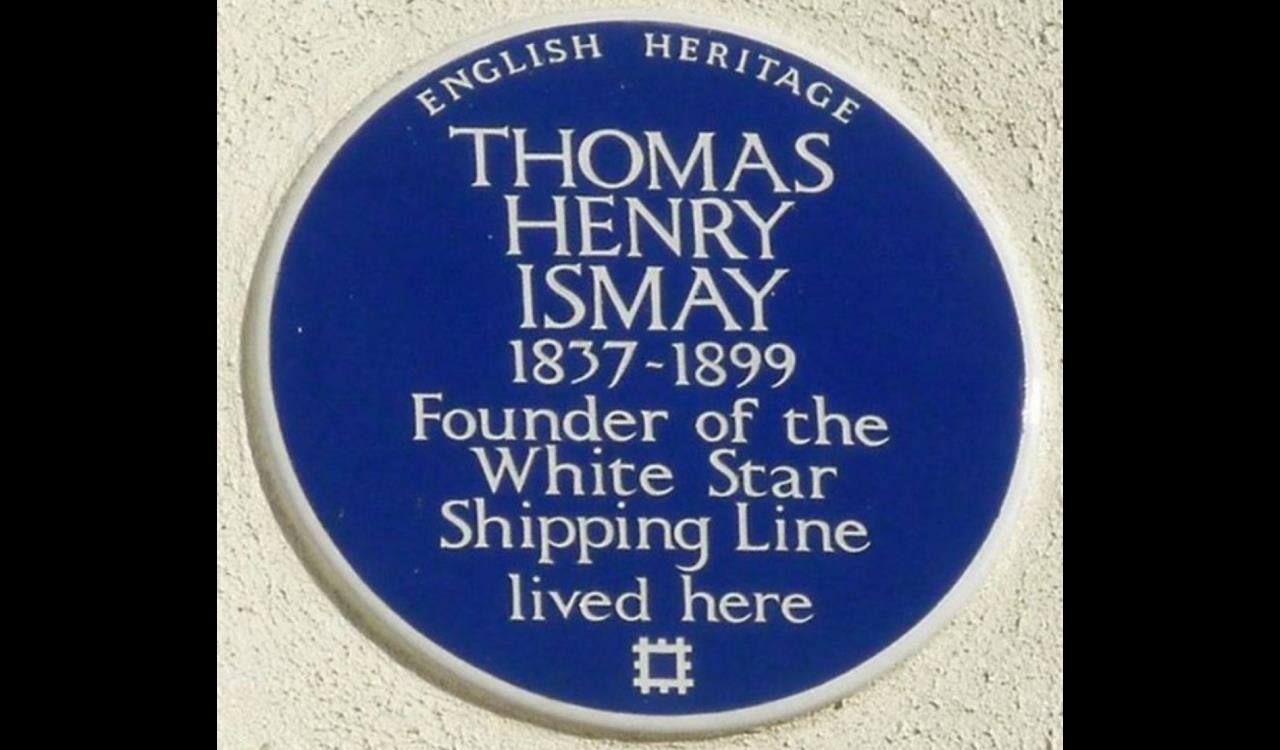 ENGLISH HERITAGE
THOMAS
HENRY
ISMAY
1837-1899
Founder of the
White Star
Shipping Line
lived here